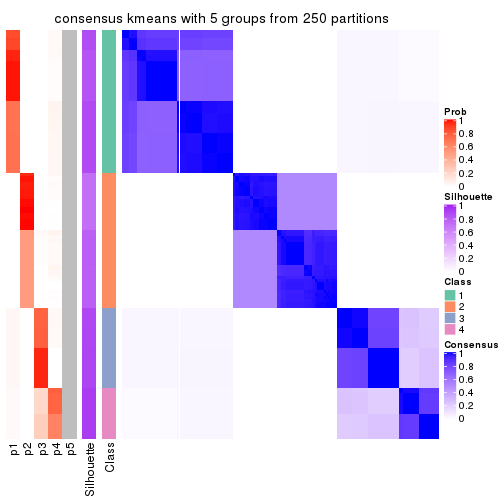 consensus kmeans with 5 groups from 250 partitions
Prob
1
0.8
0.6
0.4
0.2
0
Silhouette
1
0.8
0.6
0.4
0.2
0
Class
1
2
3
4
Consensus
1
0.8
0.6
0.4
0.2
0
p1
p2
p3
p4
p5
Silhouette
Class